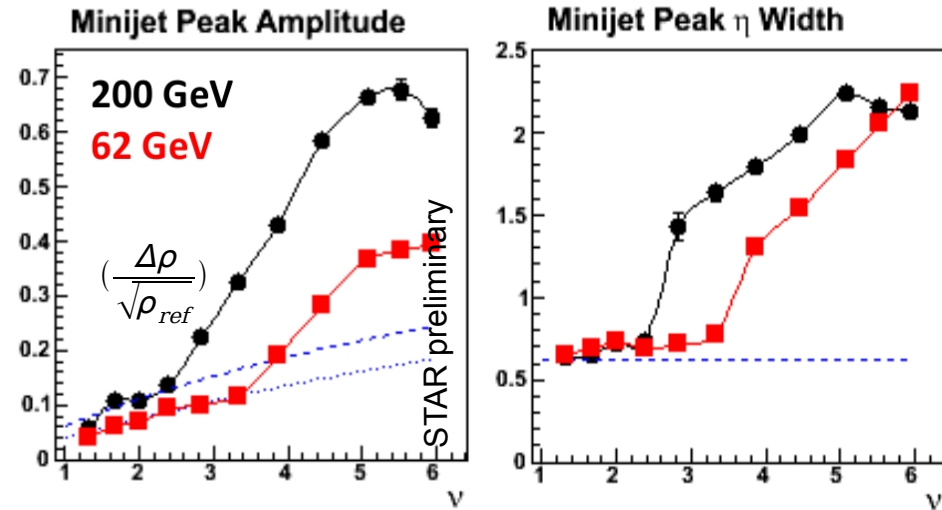 Minijet Peak Amplitude
0.7
0.6
0.5
0.4
0.3
0.2
0.1
0
1 2 3 4 5 6
ν
200 GeV
62 GeV
(Δρ/√ρ_ref)
STAR preliminary
Minijet Peak η Width
2.5
2
1.5
1
0.5
0
1 2 3 4 5 6
ν